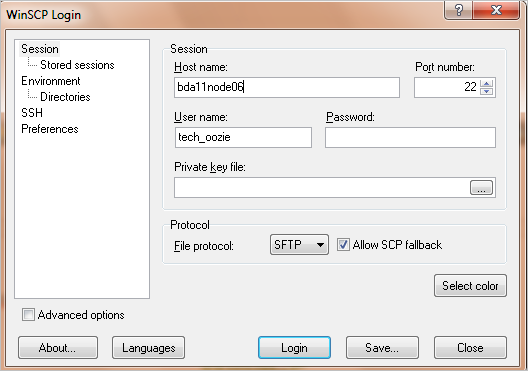 WinSCP Login
?
Session
Stored sessions
Environment
Directories
SSH
Preferences
Session
Host name:
Port number:
bda11node06
22
User name:
Password:
tech_oozie
Private key file:
...
Protocol
File protocol:
SFTP
Allow SCP fallback
Select color
Advanced options
About...
Languages
Login
Save...
Close